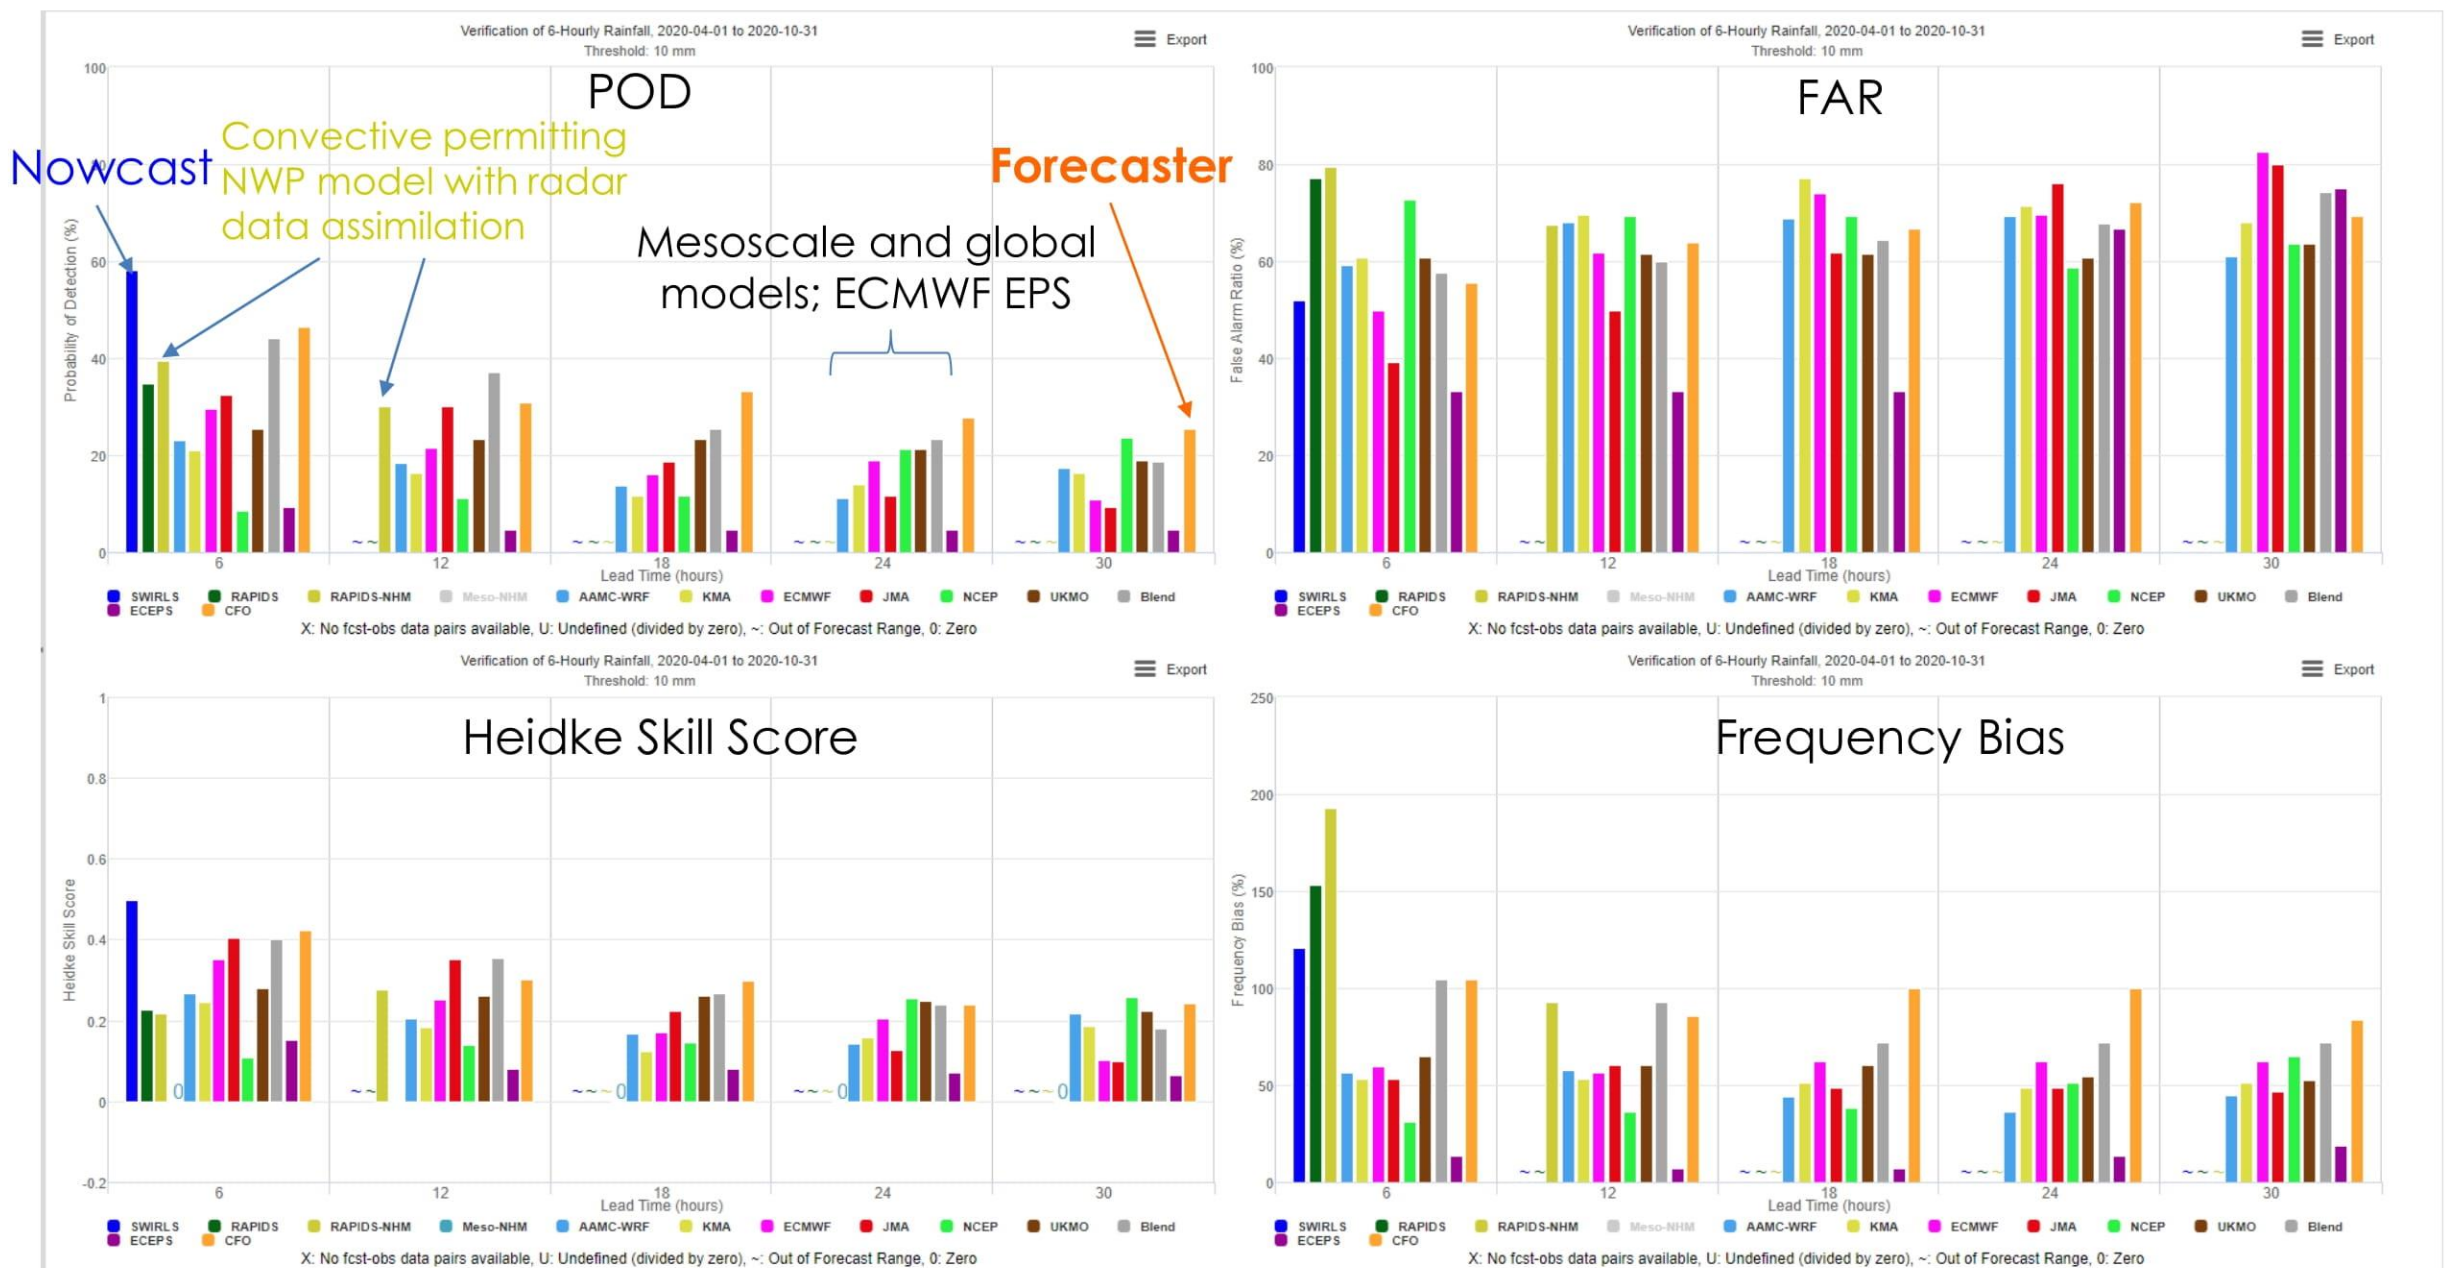 Verification of 6-Hourly Rainfall, 2020-04-01 to 2020-10-31
Threshold: 10 mm
Export
POD
Nowcast
Convective permitting
NWP model with radar
data assimilation
Mesoscale and global
models; ECMWF EPS
Forecaster
Probability of Detection (%)
100
60
40
20
0
6 12 18 24 30
Lead Time (hours)
~ ~
~ ~ ~
~ ~ ~
~ ~ ~
SWIRLS RAPIDS RAPIDS-NHM Meso-NHM AAMC-WRF KMA ECMWF JMA NCEP UKMO Blend
ECEPS CFO
X: No fcst-obs data pairs available, U: Undefined (divided by zero), ~: Out of Forecast Range, 0: Zero
Verification of 6-Hourly Rainfall, 2020-04-01 to 2020-10-31
Threshold: 10 mm
Export
FAR
False Alarm Ratio (%)
100
80
60
40
20
0
~ ~
~ ~ ~
~ ~ ~
~ ~ ~
6 12 18 24 30
Lead Time (hours)
SWIRLS RAPIDS RAPIDS-NHM Meso-NHM AAMC-WRF KMA ECMWF JMA NCEP UKMO Blend
ECEPS CFO
X: No fcst-obs data pairs available, U: Undefined (divided by zero), ~: Out of Forecast Range, 0: Zero
Verification of 6-Hourly Rainfall, 2020-04-01 to 2020-10-31
Threshold: 10 mm
Export
Heidke Skill Score
Heidke Skill Score
1
0.8
0.6
0.4
0.2
0
-0.2
0
~ ~
~ ~ ~ 0
~ ~ ~ 0
~ ~ ~ 0
6 12 18 24 30
Lead Time (hours)
SWIRLS RAPIDS RAPIDS-NHM Meso-NHM AAMC-WRF KMA ECMWF JMA NCEP UKMO Blend
ECEPS CFO
X: No fcst-obs data pairs available, U: Undefined (divided by zero), ~: Out of Forecast Range, 0: Zero
Verification of 6-Hourly Rainfall, 2020-04-01 to 2020-10-31
Threshold: 10 mm
Export
Frequency Bias
Frequency Bias (%)
250
200
150
100
50
0
~ ~
~ ~ ~
~ ~ ~
~ ~ ~
6 12 18 24 30
Lead Time (hours)
SWIRLS RAPIDS RAPIDS-NHM Meso-NHM AAMC-WRF KMA ECMWF JMA NCEP UKMO Blend
ECEPS CFO
X: No fcst-obs data pairs available, U: Undefined (divided by zero), ~: Out of Forecast Range, 0: Zero